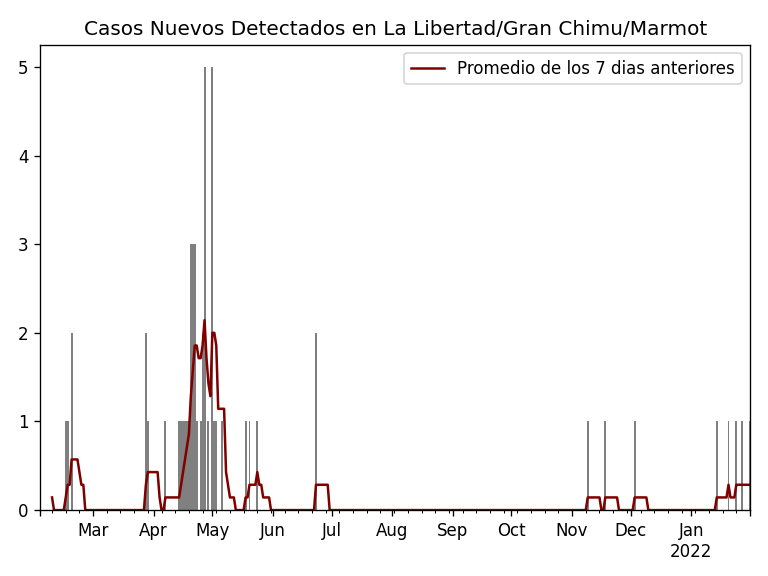 Casos Nuevos Detectados en La Libertad/Gran Chimu/Marmot
Promedio de los 7 dias anteriores
5
4
3
2
1
0
Mar Apr May Jun Jul Aug Sep Oct Nov Dec Jan
2022